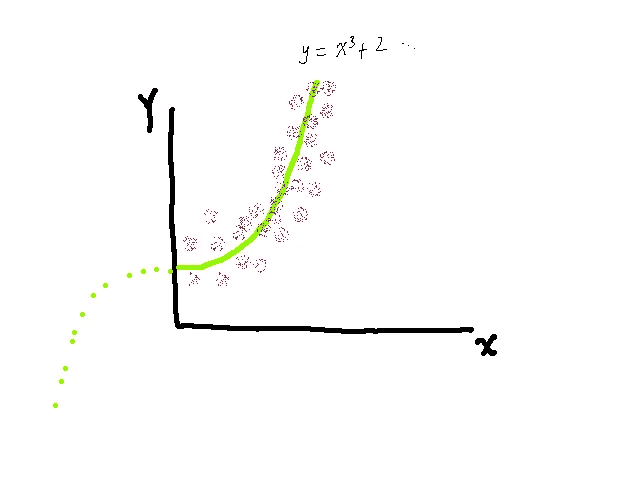 y = x³ + 2 ...
Y
x